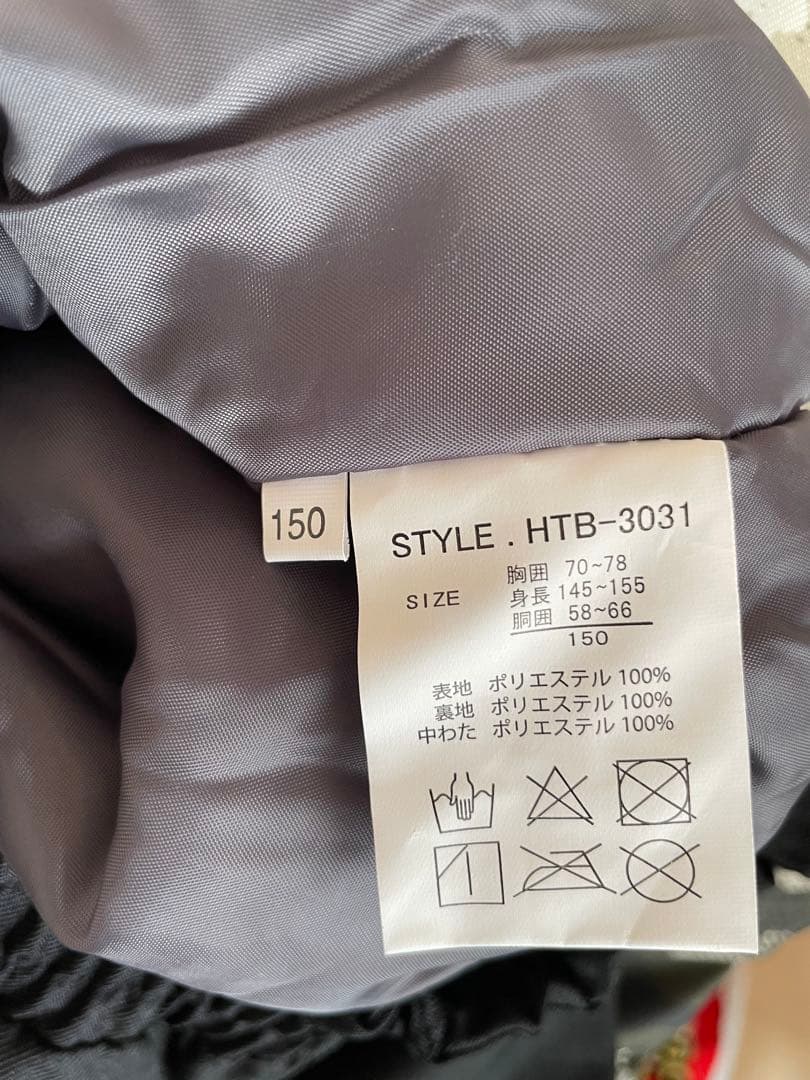 150
STYLE . HTB-3031
SIZE
胸囲 70~78
身長 145~155
胴囲 58~66
150
表地 ポリエステル 100%
裏地 ポリエステル 100%
中わた ポリエステル 100%